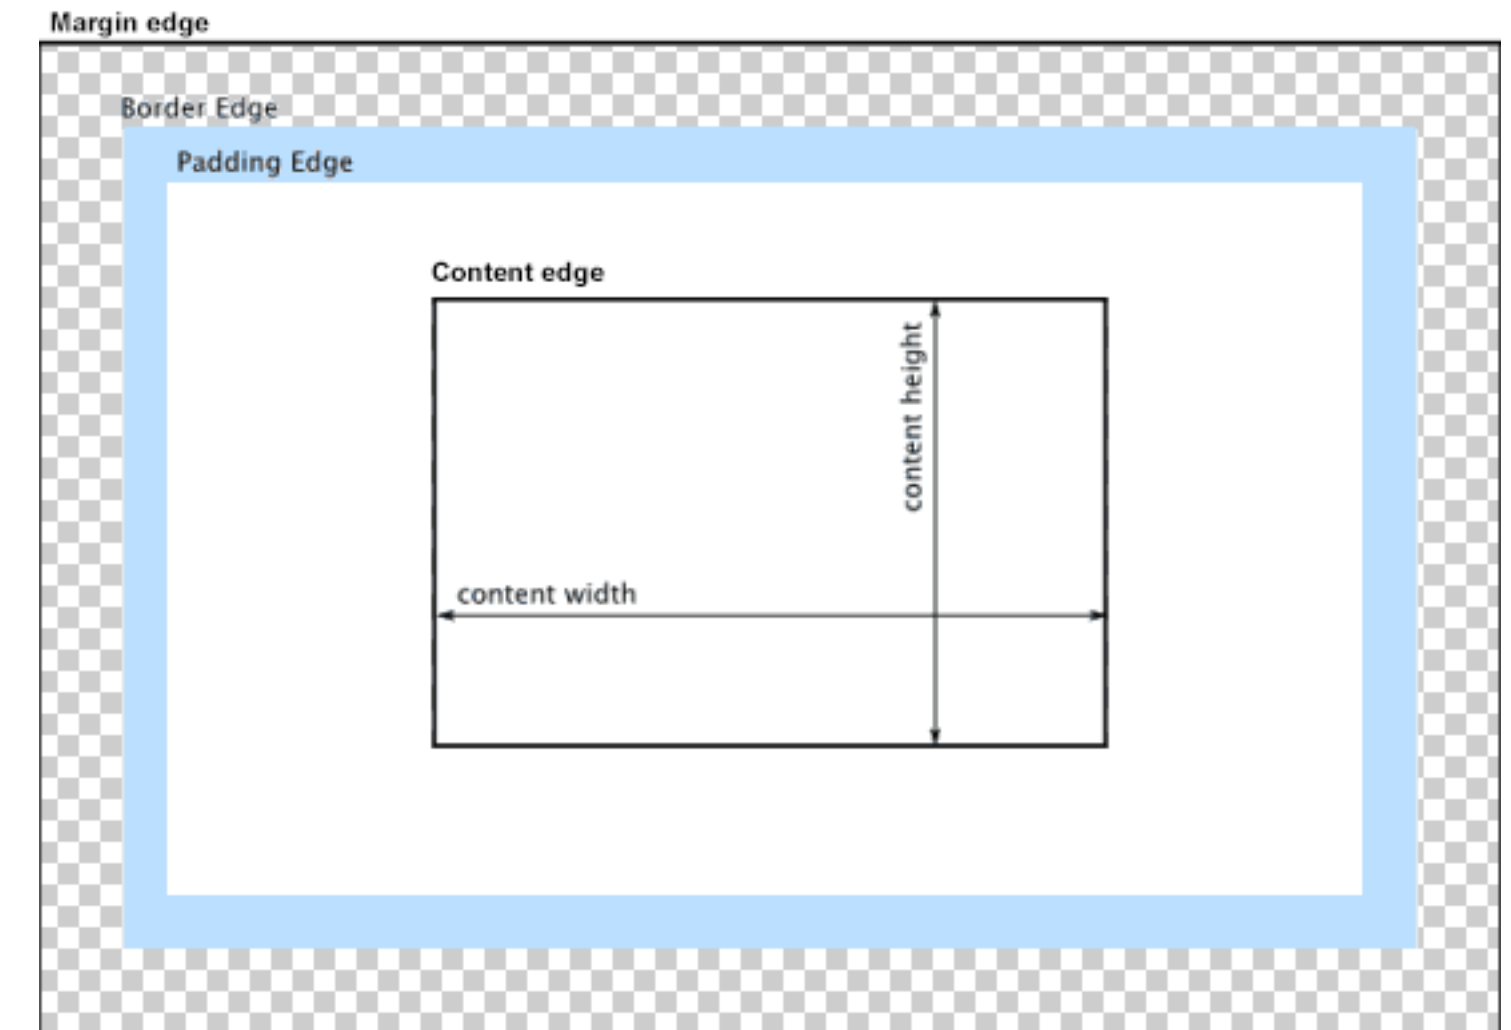 Margin edge
Border Edge
Padding Edge
Content edge
content height
content width